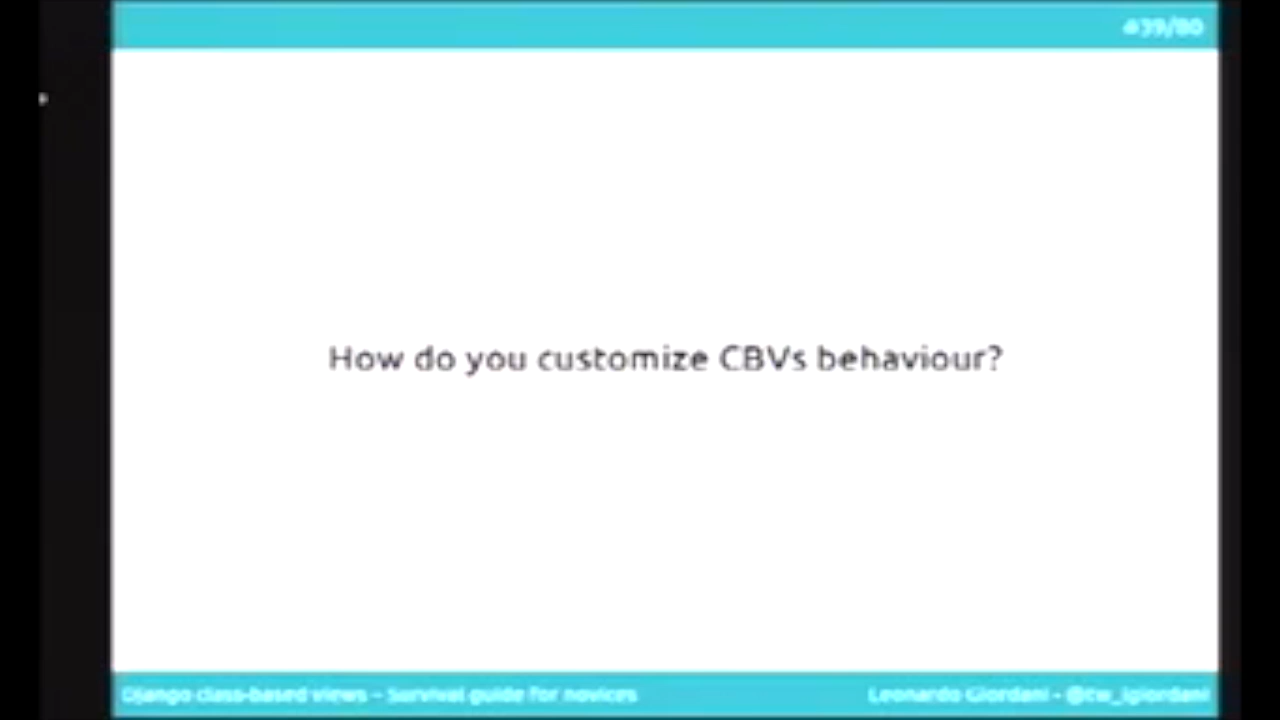 #39/80
How do you customize CBVs behaviour?
Django class-based views – Survival guide for novices
Leonardo Giordani - @tw_lgiordani